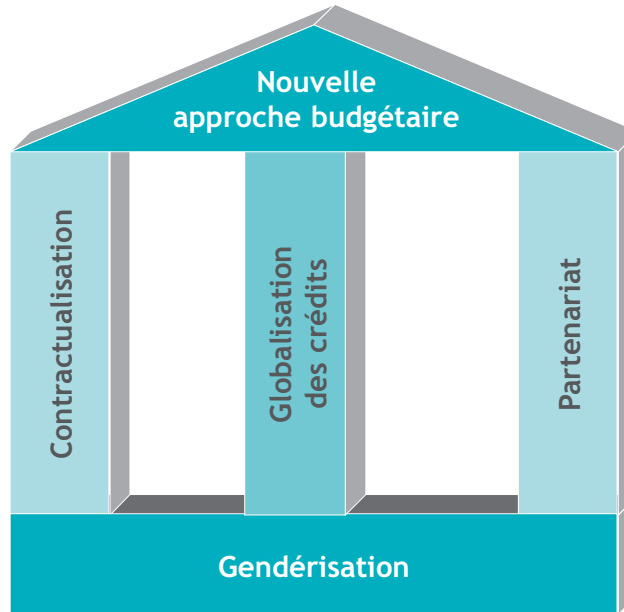 Nouvelle
approche budgétaire
Contractualisation
Globalisation
des crédits
Partenariat
Gendérisation